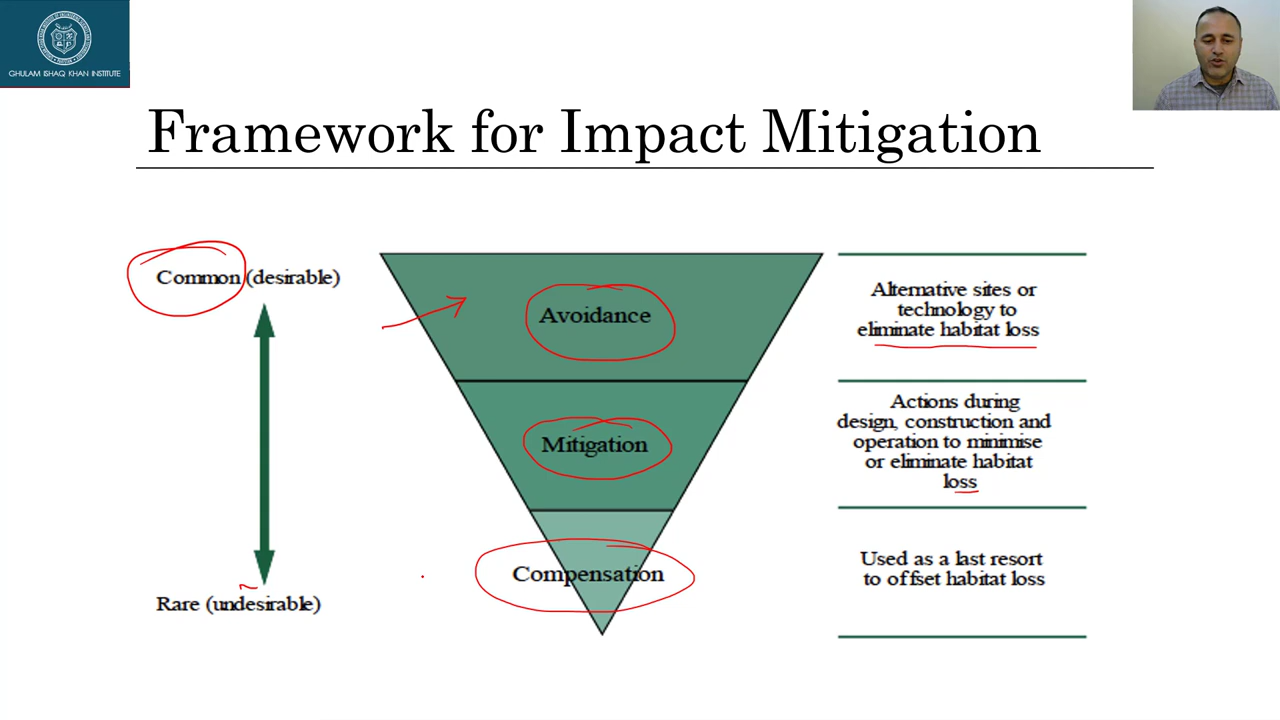 GHULAM ISHAQ KHAN INSTITUTE
Framework for Impact Mitigation
Common (desirable)
Rare (undesirable)
Avoidance
Mitigation
Compensation
Alternative sites or
technology to
eliminate habitat loss
Actions during
design, construction and
operation to minimise
or eliminate habitat
loss
Used as a last resort
to offset habitat loss